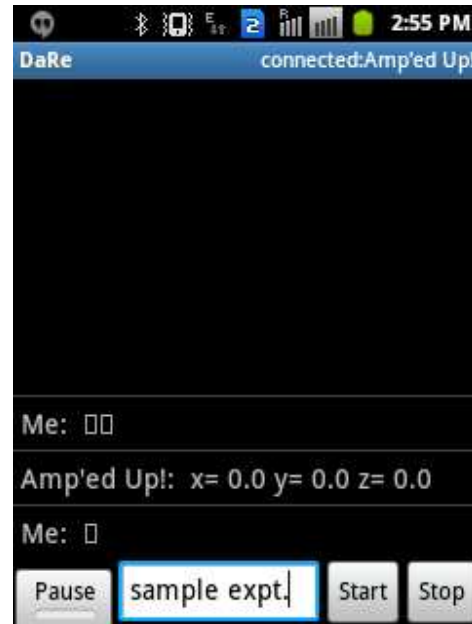 2:55 PM
DaRe connected:Amp'ed Up!
Me: ▯▯
Amp'ed Up!: x= 0.0 y= 0.0 z= 0.0
Me: ▯
Pause sample expt. Start Stop